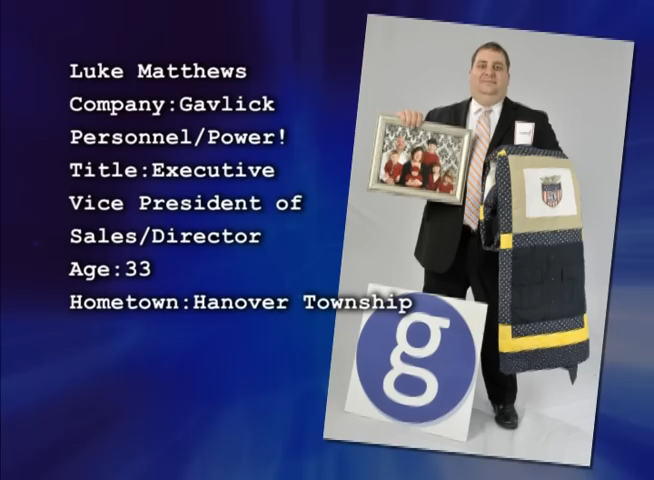 Luke Matthews
Company:Gavlick
Personnel/Power!
Title:Executive
Vice President of
Sales/Director
Age:33
Hometown:Hanover Township
g